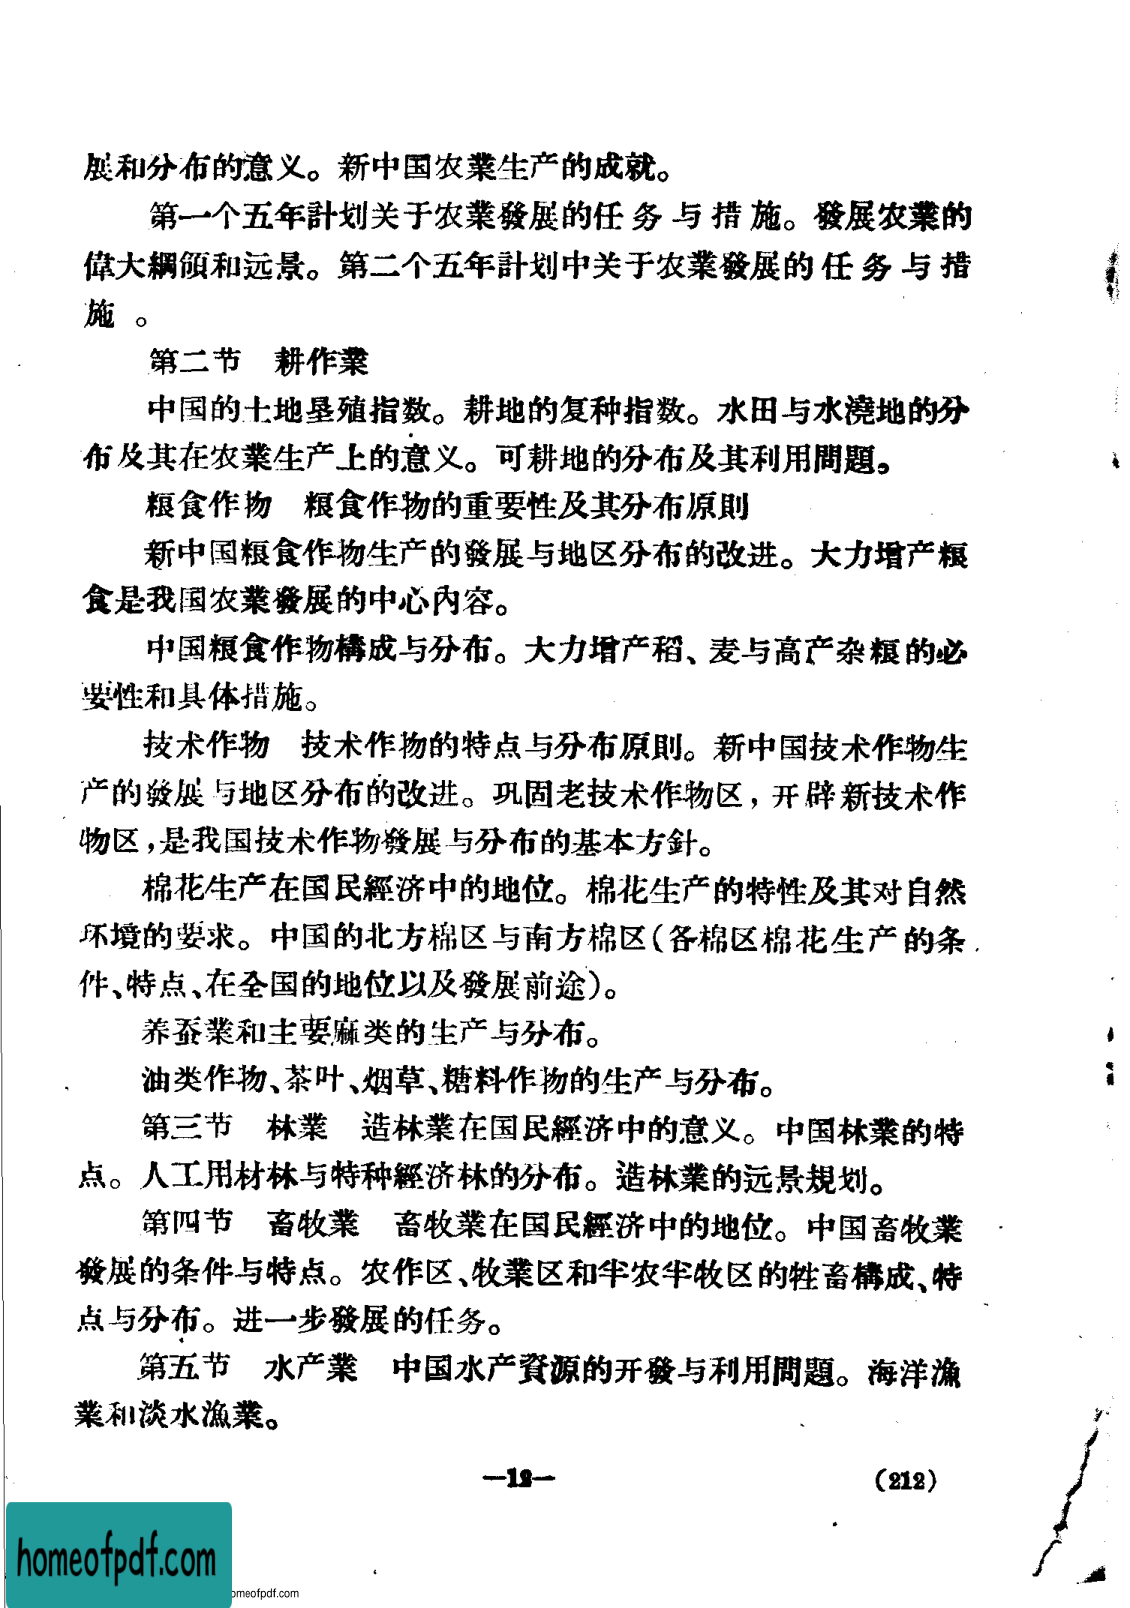 展和分布的意义。新中国农業生产的成就。
第一个五年計划关于农業發展的任务与措施。發展农業的
偉大綱領和远景。第二个五年計划中关于农業發展的任务与措
施。
第二节　耕作業
中国的土地垦殖指数。耕地的复种指数。水田与水澆地的分
布及其在农業生产上的意义。可耕地的分布及其利用問題。
粮食作物　粮食作物的重要性及其分布原則
新中国粮食作物生产的發展与地区分布的改进。大力增产粮
食是我国农業發展的中心內容。
中国粮食作物構成与分布。大力增产稻、麦与高产杂粮的必
要性和具体措施。
技术作物　技术作物的特点与分布原則。新中国技术作物生
产的發展与地区分布的改进。巩固老技术作物区，开辟新技术作
物区，是我国技术作物發展与分布的基本方針。
棉花生产在国民經济中的地位。棉花生产的特性及其对自然
环境的要求。中国的北方棉区与南方棉区（各棉区棉花生产的条
件、特点、在全国的地位以及發展前途）。
养蚕業和主要麻类的生产与分布。
油类作物、茶叶、烟草、糖料作物的生产与分布。
第三节　林業　造林業在国民經济中的意义。中国林業的特
点。人工用材林与特种經济林的分布。造林業的远景規划。
第四节　畜牧業　畜牧業在国民經济中的地位。中国畜牧業
發展的条件与特点。农作区、牧業区和半农半牧区的牲畜構成、特
点与分布。进一步發展的任务。
第五节　水产業　中国水产資源的开發与利用問題。海洋漁
業和淡水漁業。
—12—
(212)
homeofpdf.com
omeofpdf.com